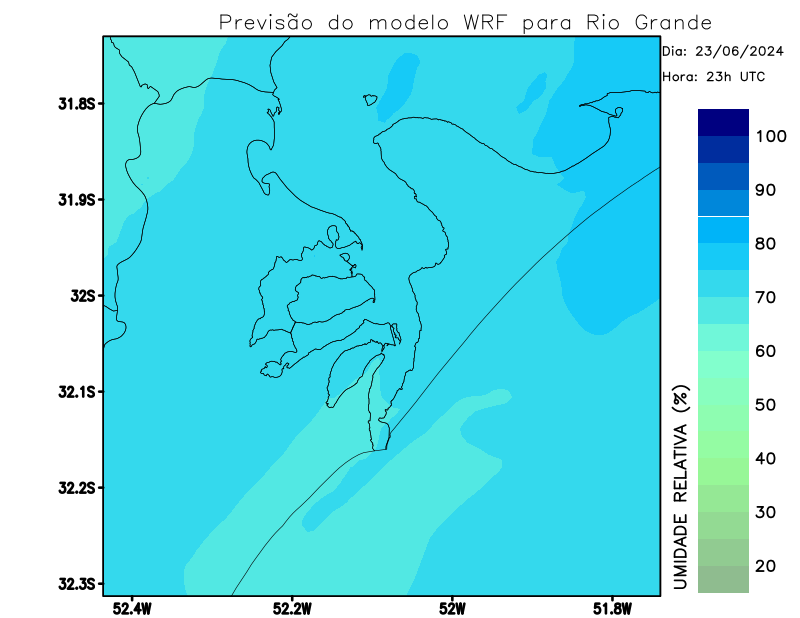 Previsão do modelo WRF para Rio Grande
Dia: 23/06/2024
Hora: 23h UTC
31.8S
31.9S
32S
32.1S
32.2S
32.3S
52.4W
52.2W
52W
51.8W
100
90
80
70
60
50
40
30
20
UMIDADE RELATIVA (%)